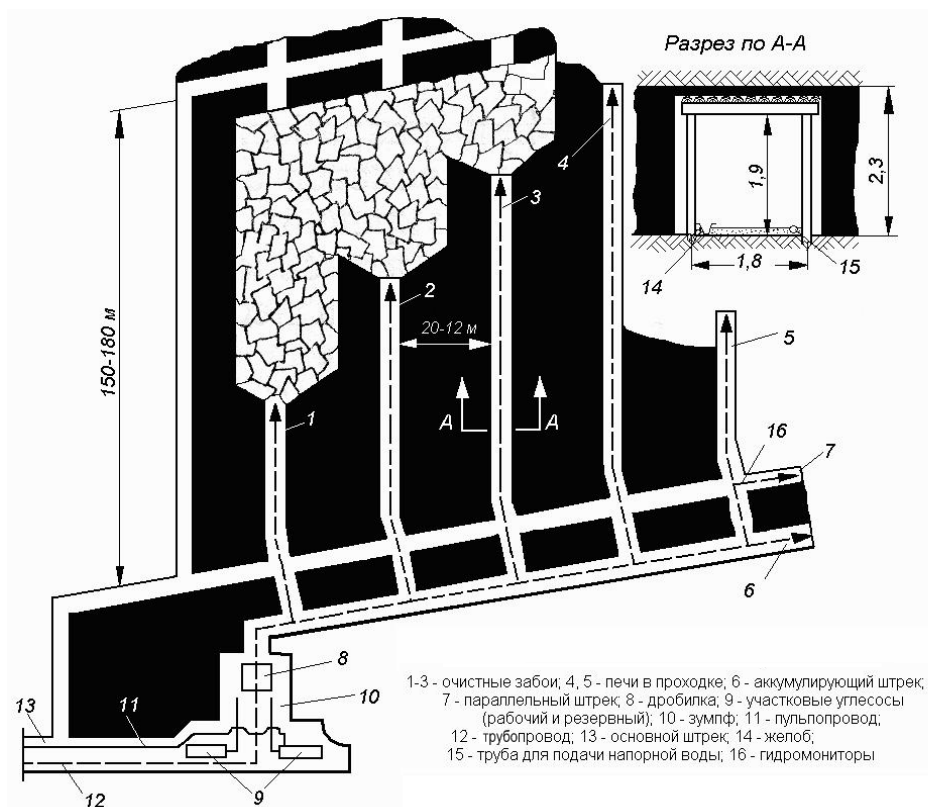 Разрез по А-А
4
3
1,9
2,3
14
1,8
15
2
20-12 м
5
150-180 м
А
А
1
16
7
6
8
10
13
11
12
9
1-3 - очистные забои; 4, 5 - печи в проходке; 6 - аккумулирующий штрек;
7 - параллельный штрек; 8 - дробилка; 9 - участковые углесосы
(рабочий и резервный); 10 - зумпф; 11 - пульпопровод;
12 - трубопровод; 13 - основной штрек; 14 - желоб;
15 - труба для подачи напорной воды; 16 - гидромониторы